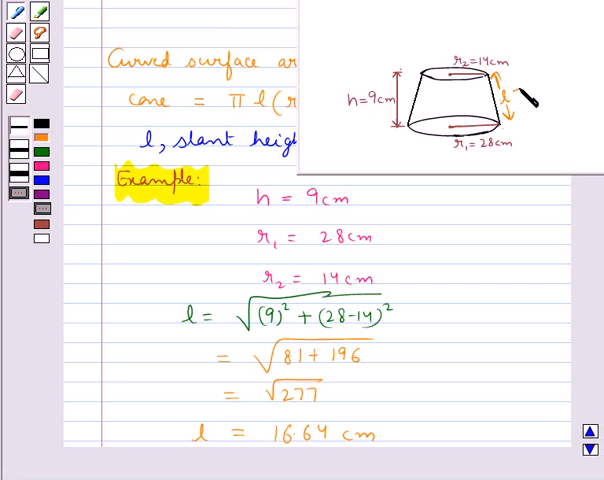 Curved surface ar
cone = π l (r
l, slant heig
Example:
h = 9cm
r₁ = 28cm
r₂ = 14cm
l = √(9)² + (28-14)²
= √81 + 196
= √277
l = 16.64 cm
r₂ = 14cm
h = 9cm
l
r₁ = 28cm